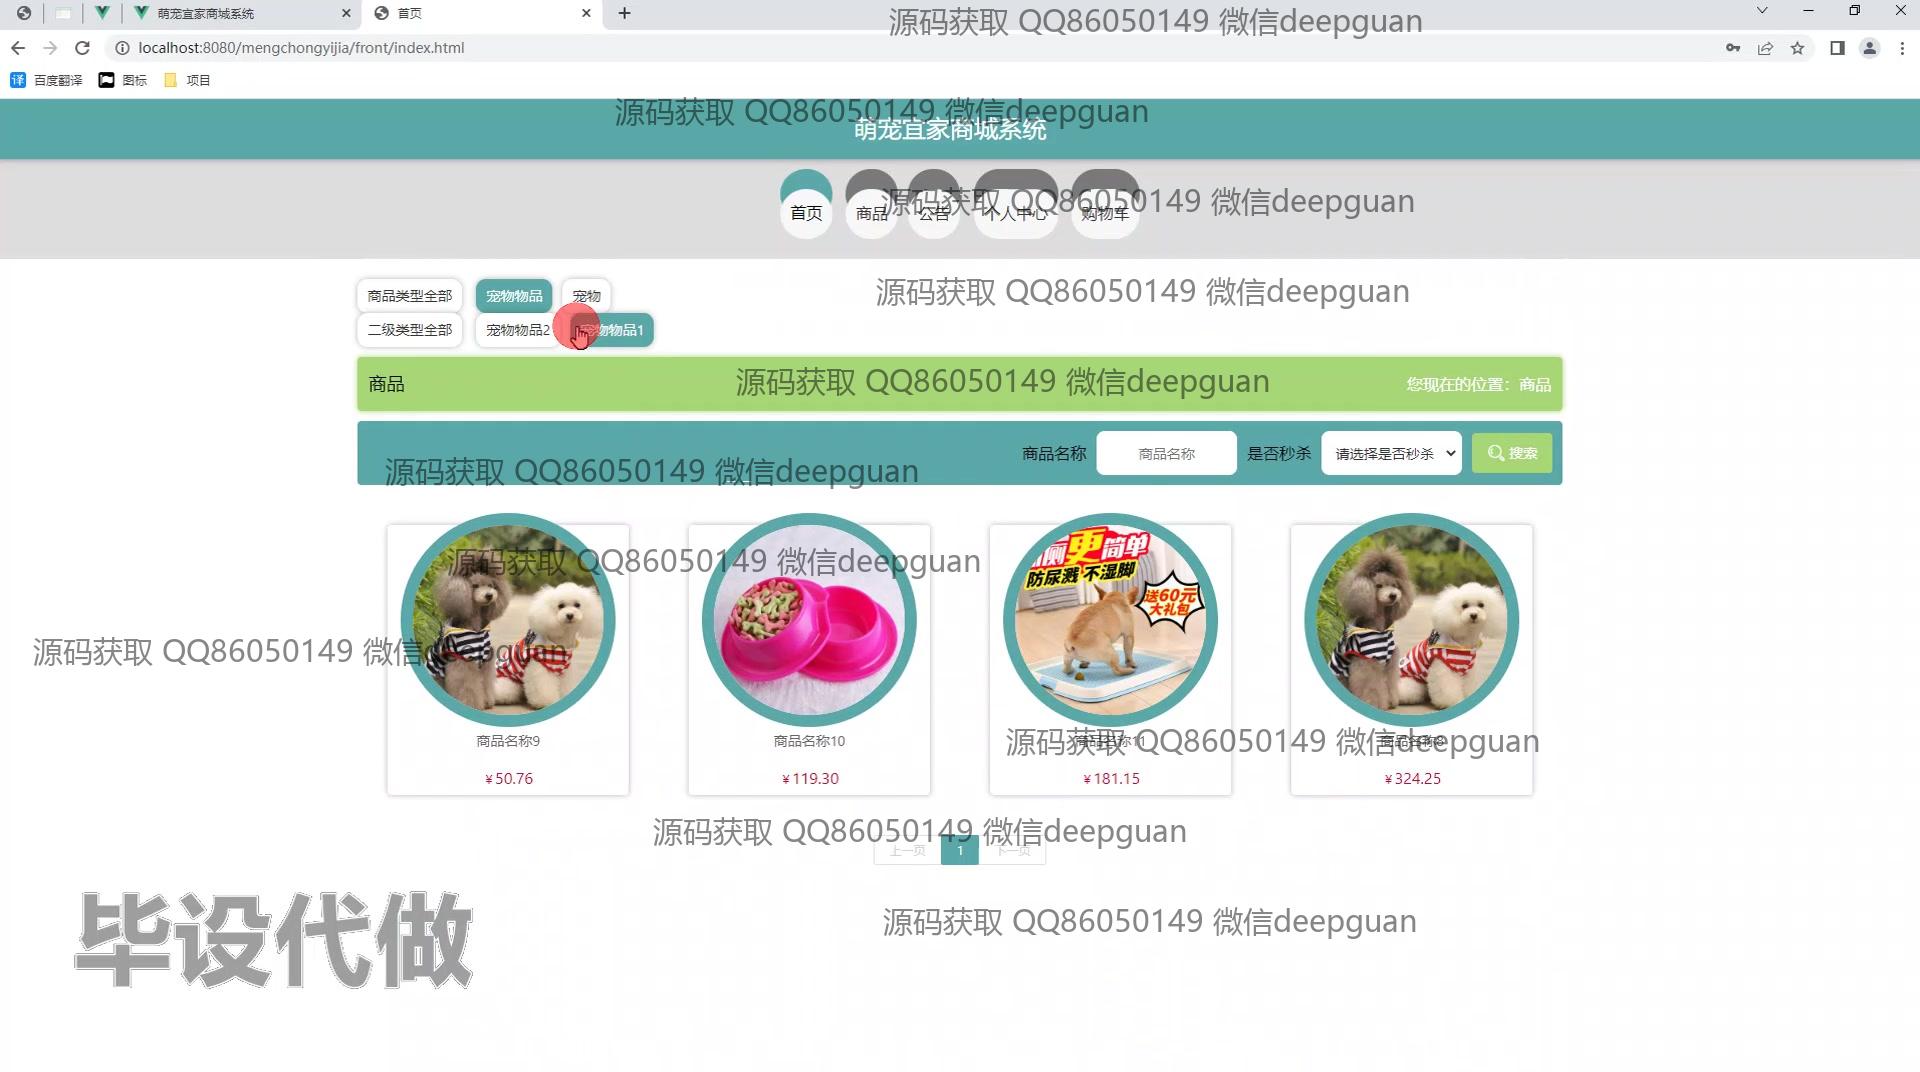 萌宠宜家商城系统
首页
源码获取 QQ86050149 微信deepguan
localhost:8080/mengchongyijia/front/index.html
百度翻译
图标
项目
源码获取 QQ86050149 微信deepguan
萌宠宜家商城系统
首页
商品
公告
个人中心
购物车
源码获取 QQ86050149 微信deepguan
商品类型全部
宠物物品
宠物
源码获取 QQ86050149 微信deepguan
二级类型全部
宠物物品2
宠物物品1
商品
源码获取 QQ86050149 微信deepguan
您现在的位置：商品
商品名称
商品名称
是否秒杀
请选择是否秒杀
搜索
源码获取 QQ86050149 微信deepguan
更简单
防尿溅 不湿脚
送60元
大礼包
源码获取 QQ86050149 微信deepguan
源码获取 QQ86050149 微信deepguan
商品名称9
商品名称10
商品名称11
源码获取 QQ86050149 微信deepguan
￥50.76
￥119.30
￥181.15
￥324.25
源码获取 QQ86050149 微信deepguan
上一页
1
下一页
毕设代做
源码获取 QQ86050149 微信deepguan